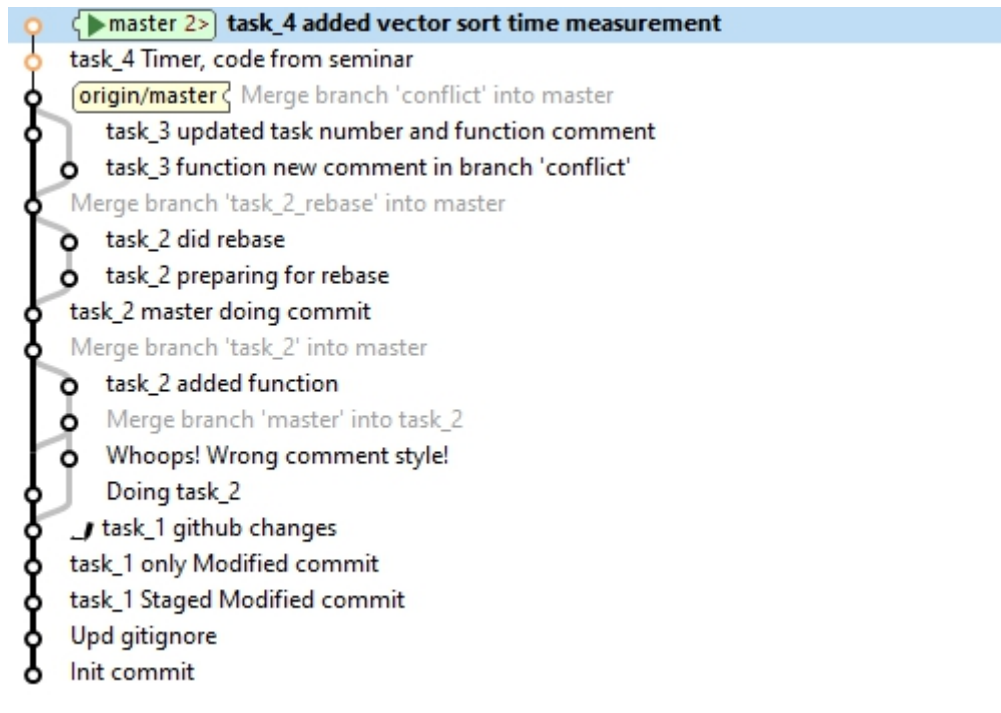 master 2> task_4 added vector sort time measurement
task_4 Timer, code from seminar
origin/master Merge branch 'conflict' into master
task_3 updated task number and function comment
task_3 function new comment in branch 'conflict'
Merge branch 'task_2_rebase' into master
task_2 did rebase
task_2 preparing for rebase
task_2 master doing commit
Merge branch 'task_2' into master
task_2 added function
Merge branch 'master' into task_2
Whoops! Wrong comment style!
Doing task_2
task_1 github changes
task_1 only Modified commit
task_1 Staged Modified commit
Upd gitignore
Init commit